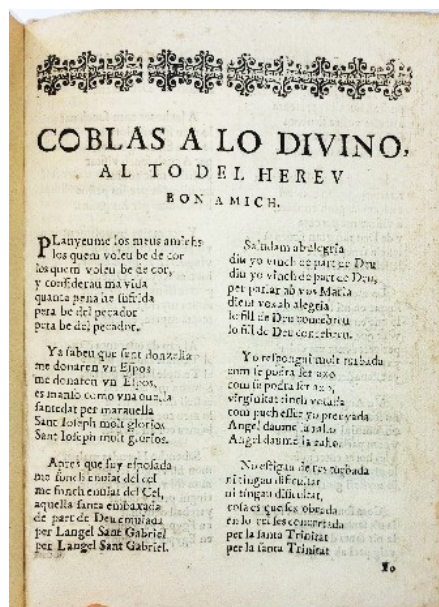 COBLAS A LO DIVINO,
AL TO DEL HEREV
BON AMICH.
PLanyeume los meus amichs
los quem voleu be de cor
los quem voleu be de cor,
y considerau ma vida
quanta pena he sufrida
pera be del pecador
pera be del pecador.
Ya sabeu que sent donzella
me donaren vn Espos
me donaren vn Espos,
es manso como vna ouella
santedat per marauella
Sant Ioseph molt glorios
Sant Ioseph molt glorios.
Apres que fuy esposada
me fonch enuiat del cel
me fonch enuiat del Cel,
aquella santa embaxada
de part de Deu emuiada
per Langel Sant Gabriel
per Langel Sant Gabriel.
Saludam ab alegria
diu yo vinch de part de Deu
diu yo vinch de part de Deu,
per parlar ab vos Maria
dient vos ab alegria
lo fill de Deu concebreu
lo fill de Deu concebreu.
Yo respongui molt turbada
com se podra fer axo
com se podra fer axo,
virginitat tinch votada
com puch esser yo prenyada
Angel daume la raho
Angel daume la raho.
No estigau de res torbada
ni tingau dificultat
ni tingau dificultat,
cosa es que ses obrada
en lo cel ses concertada
per la santa Trinitat
per la santa Trinitat
Yo